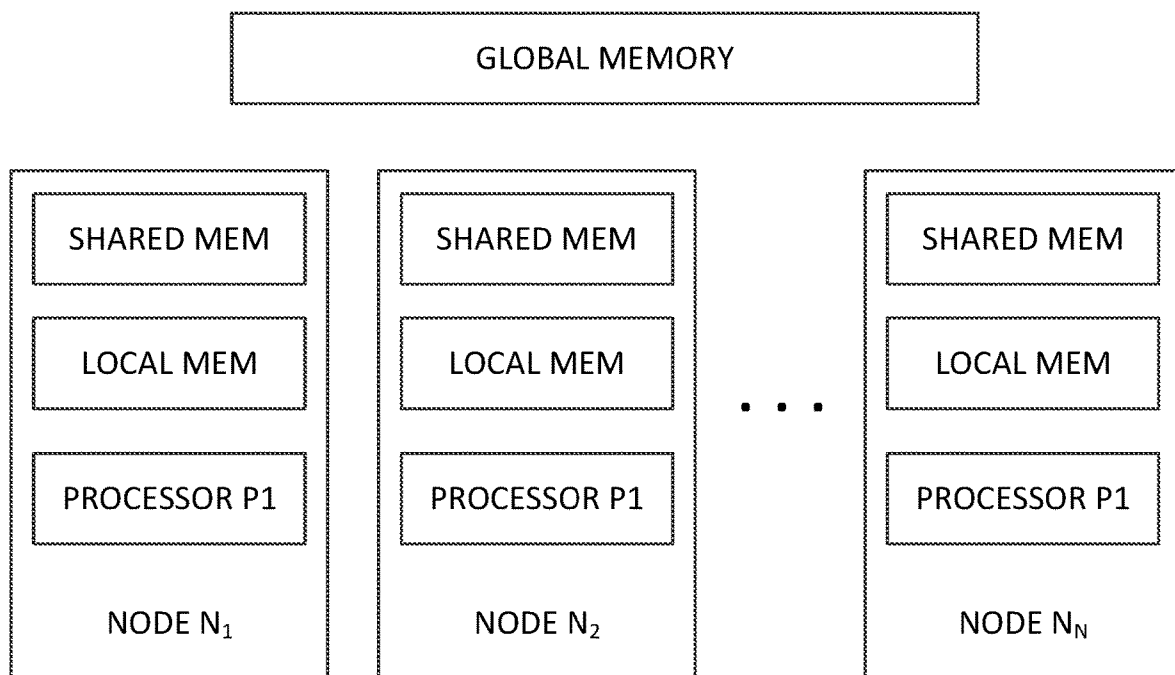 GLOBAL MEMORY
SHARED MEM
LOCAL MEM
PROCESSOR P1
NODE N₁
SHARED MEM
LOCAL MEM
PROCESSOR P1
NODE N₂
. . .
SHARED MEM
LOCAL MEM
PROCESSOR P1
NODE Nₙ